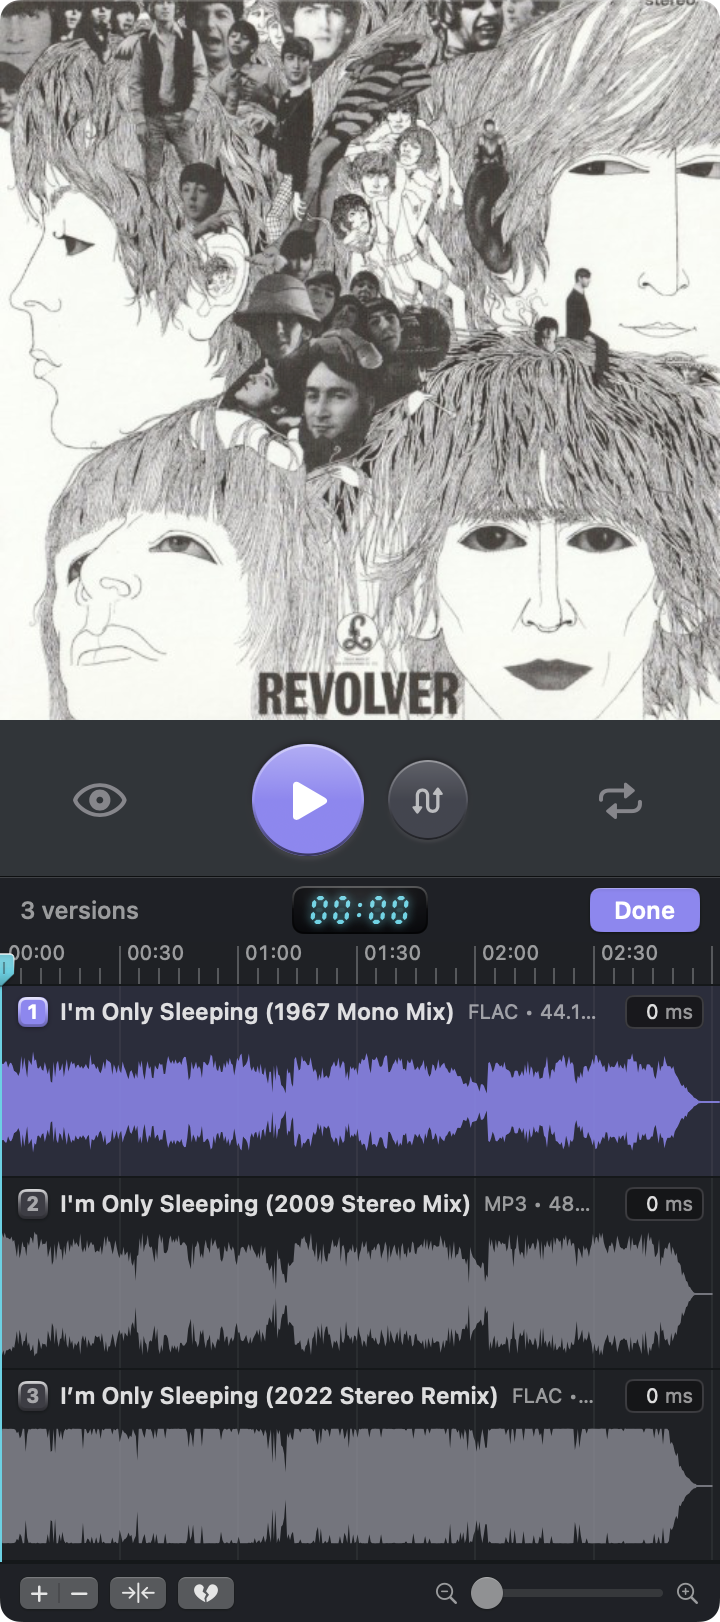 stereo
£
REVOLVER
3 versions
00:00
Done
00:00 00:30 01:00 01:30 02:00 02:30
1 I'm Only Sleeping (1967 Mono Mix) FLAC • 44.1... 0 ms
2 I'm Only Sleeping (2009 Stereo Mix) MP3 • 48... 0 ms
3 I’m Only Sleeping (2022 Stereo Remix) FLAC •... 0 ms